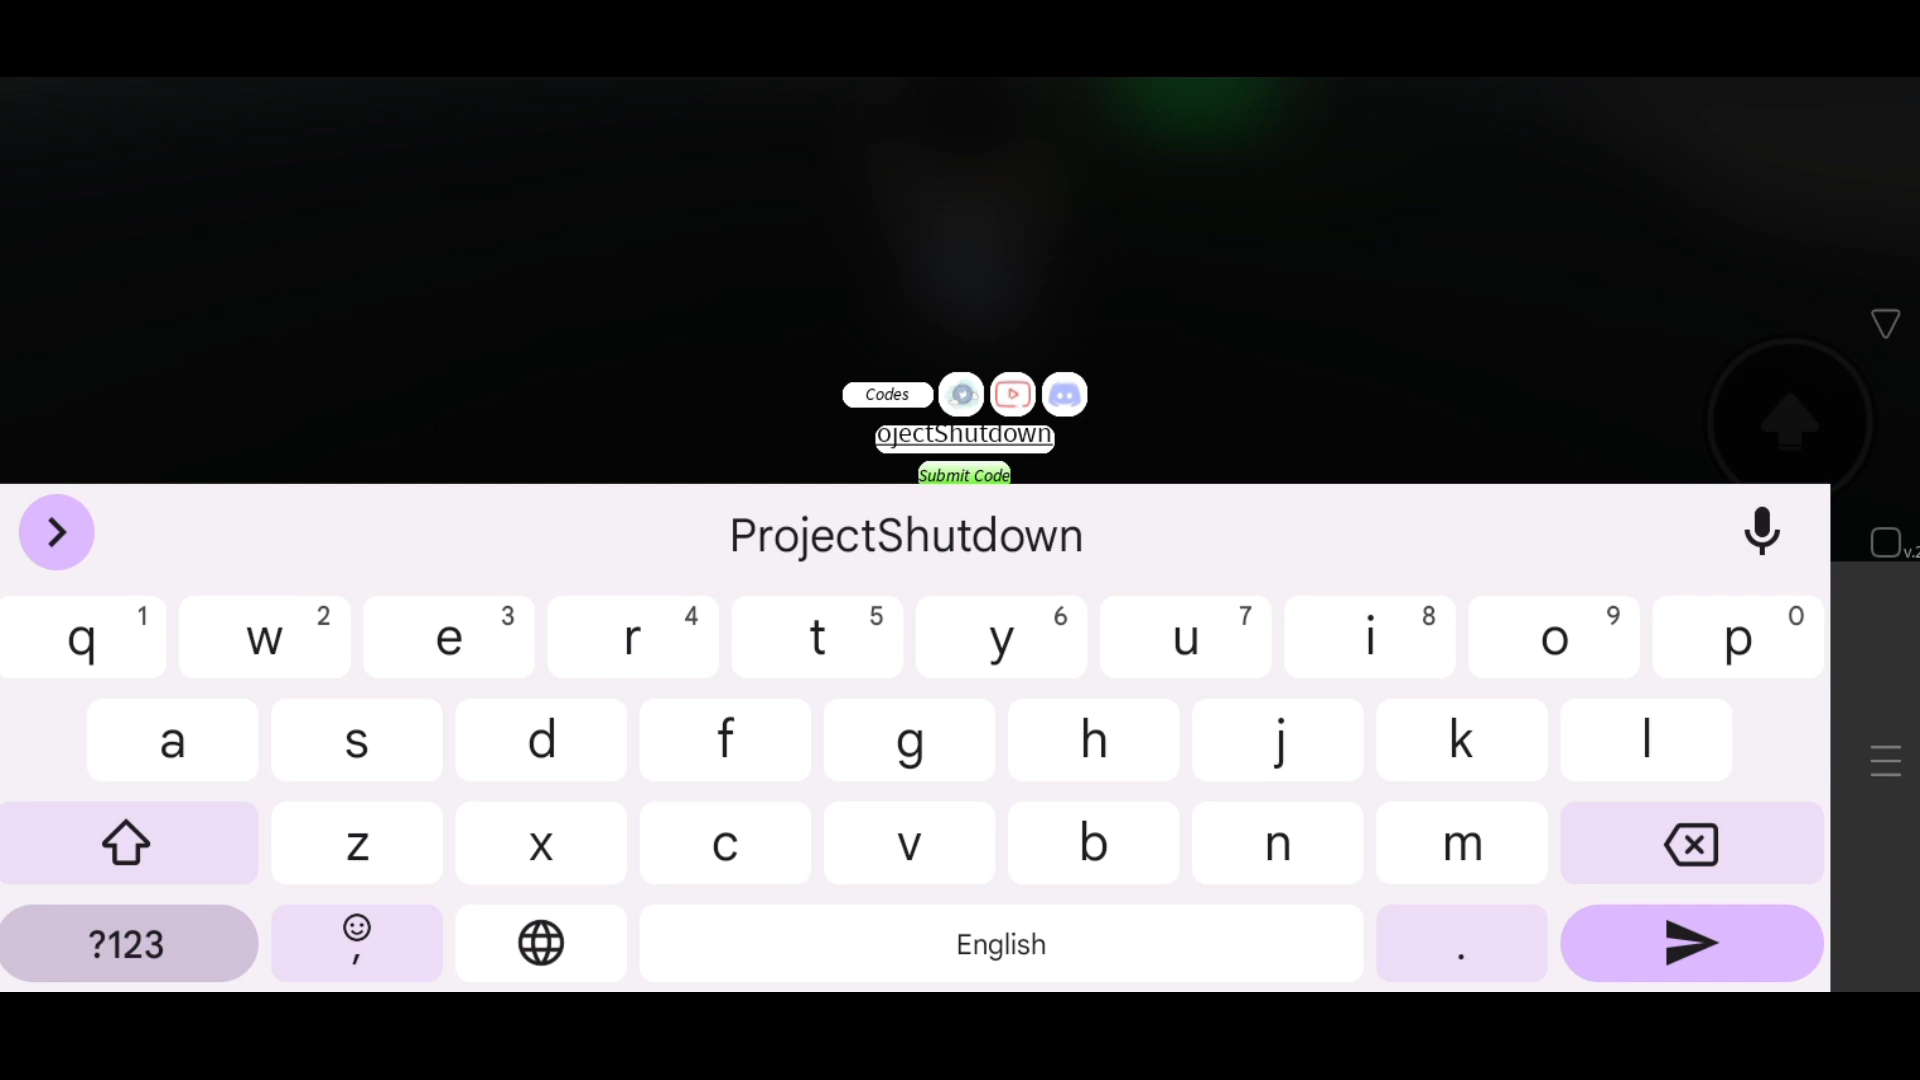 Codes
ojectShutdown
Submit Code
ProjectShutdown
q 1 w 2 e 3 r 4 t 5 y 6 u 7 i 8 o 9 p 0
a s d f g h j k l
z x c v b n m
?123 , English .